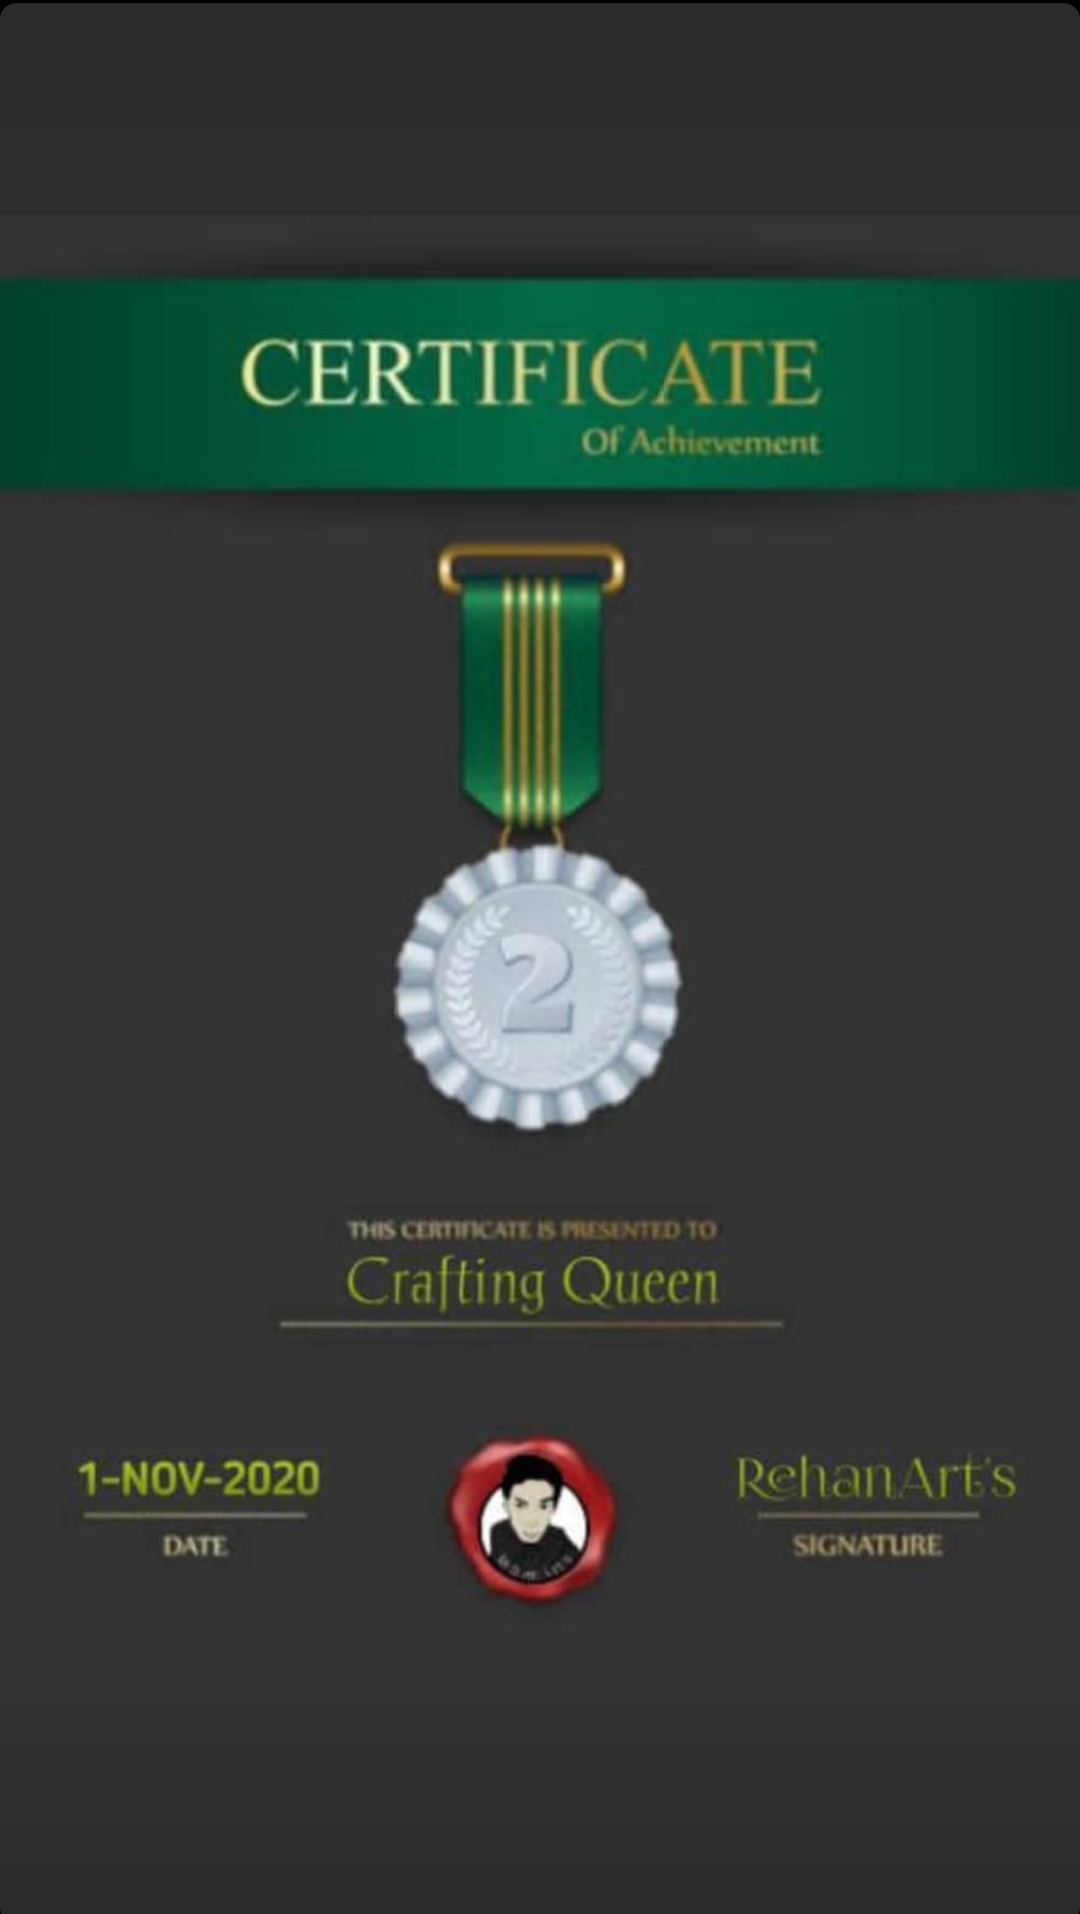 CERTIFICATE
Of Achievement
2
THIS CERTIFICATE IS PRESENTED TO
Crafting Queen
1-NOV-2020
DATE
RehanArt's
SIGNATURE